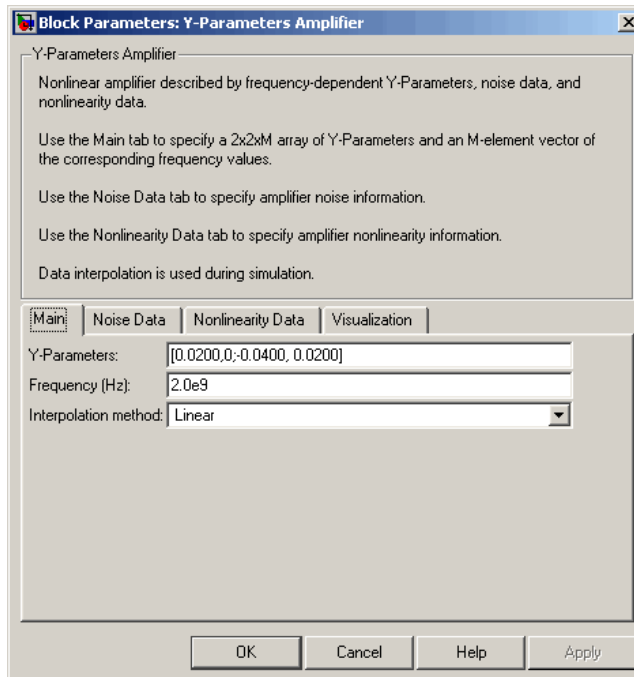 Block Parameters: Y-Parameters Amplifier
Y-Parameters Amplifier
Nonlinear amplifier described by frequency-dependent Y-Parameters, noise data, and
nonlinearity data.
Use the Main tab to specify a 2x2xM array of Y-Parameters and an M-element vector of
the corresponding frequency values.
Use the Noise Data tab to specify amplifier noise information.
Use the Nonlinearity Data tab to specify amplifier nonlinearity information.
Data interpolation is used during simulation.
Main Noise Data Nonlinearity Data Visualization
Y-Parameters: [0.0200,0;-0.0400, 0.0200]
Frequency (Hz): 2.0e9
Interpolation method: Linear
OK Cancel Help Apply